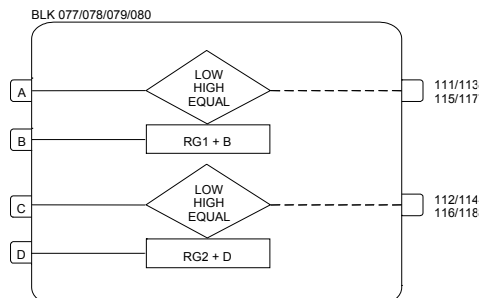 BLK 077/078/079/080
A
LOW
HIGH
EQUAL
111/113
115/117
B
RG1 + B
C
LOW
HIGH
EQUAL
112/114
116/118
D
RG2 + D